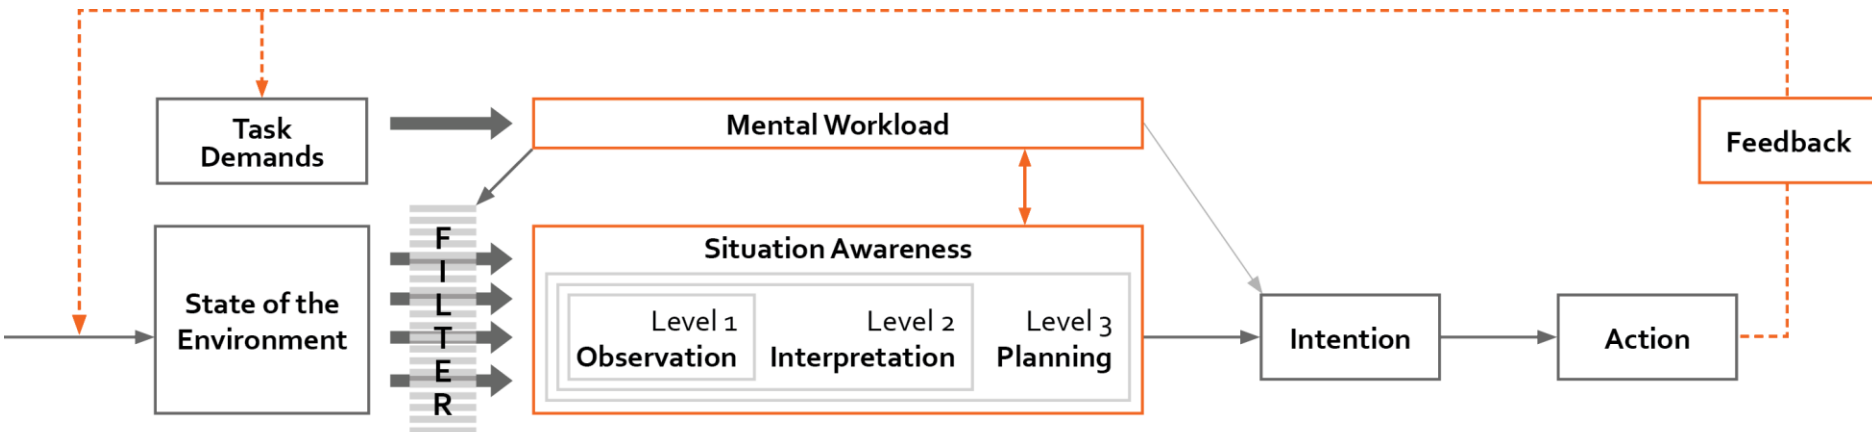 Task
Demands
Mental Workload
Feedback
State of the
Environment
FILTER
Situation Awareness
Level 1
Observation
Level 2
Interpretation
Level 3
Planning
Intention
Action